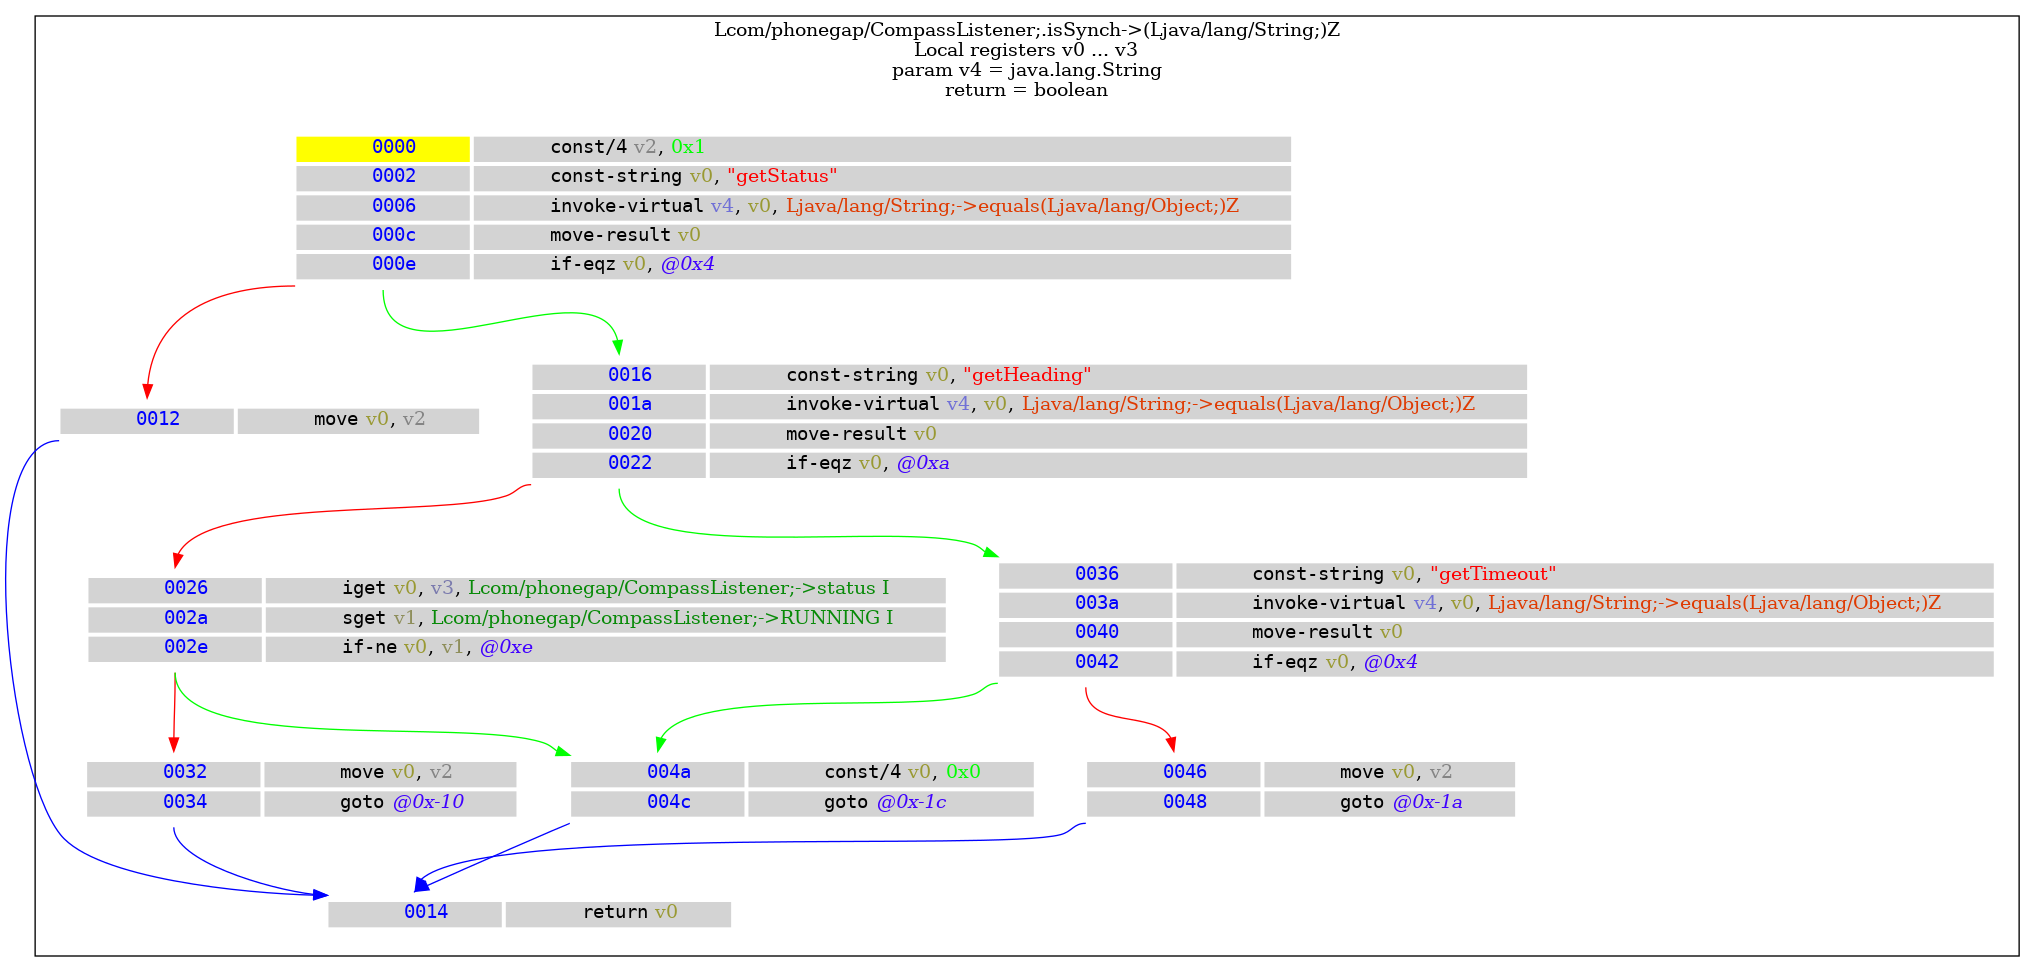 Lcom/phonegap/CompassListener;.isSynch->(Ljava/lang/String;)Z
Local registers v0 ... v3
param v4 = java.lang.String
return = boolean
0000 const/4 v2, 0x1
0002 const-string v0, "getStatus"
0006 invoke-virtual v4, v0, Ljava/lang/String;->equals(Ljava/lang/Object;)Z
000c move-result v0
000e if-eqz v0, @0x4
0012 move v0, v2
0016 const-string v0, "getHeading"
001a invoke-virtual v4, v0, Ljava/lang/String;->equals(Ljava/lang/Object;)Z
0020 move-result v0
0022 if-eqz v0, @0xa
0026 iget v0, v3, Lcom/phonegap/CompassListener;->status I
002a sget v1, Lcom/phonegap/CompassListener;->RUNNING I
002e if-ne v0, v1, @0xe
0036 const-string v0, "getTimeout"
003a invoke-virtual v4, v0, Ljava/lang/String;->equals(Ljava/lang/Object;)Z
0040 move-result v0
0042 if-eqz v0, @0x4
0032 move v0, v2
0034 goto @0x-10
004a const/4 v0, 0x0
004c goto @0x-1c
0046 move v0, v2
0048 goto @0x-1a
0014 return v0